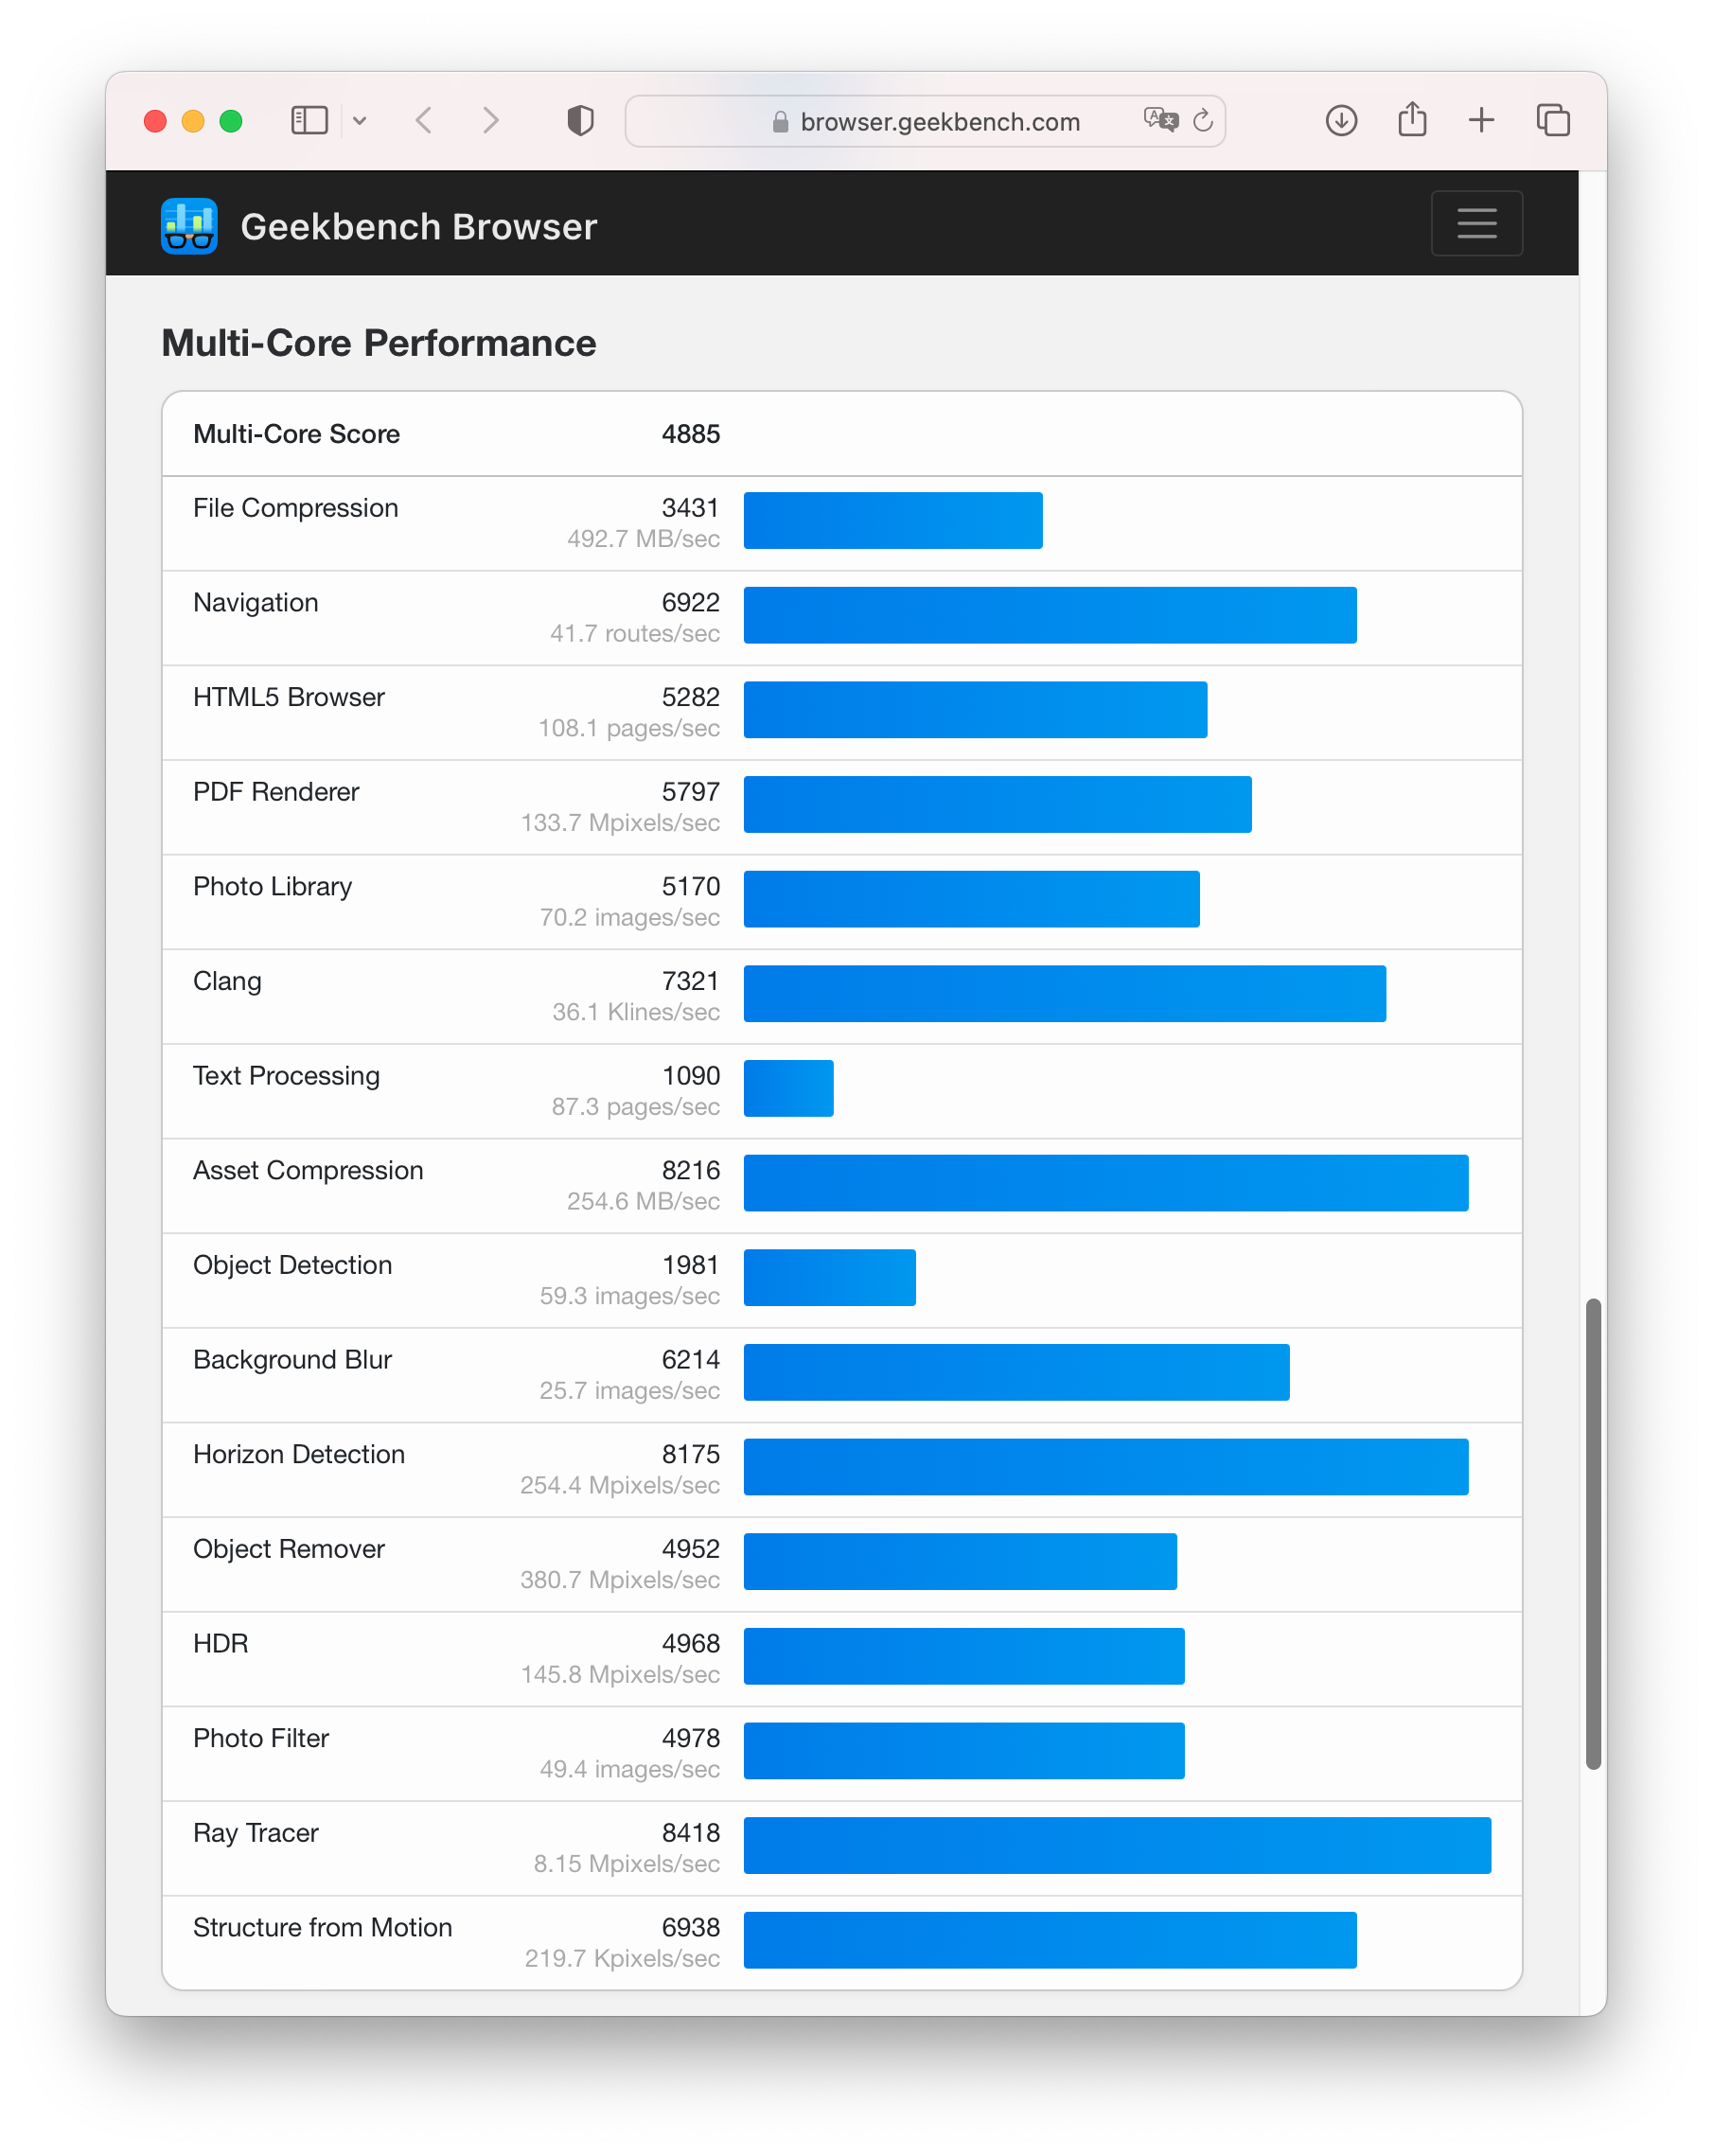 browser.geekbench.com
Geekbench Browser
Multi-Core Performance
Multi-Core Score 4885
File Compression 3431
492.7 MB/sec
Navigation 6922
41.7 routes/sec
HTML5 Browser 5282
108.1 pages/sec
PDF Renderer 5797
133.7 Mpixels/sec
Photo Library 5170
70.2 images/sec
Clang 7321
36.1 Klines/sec
Text Processing 1090
87.3 pages/sec
Asset Compression 8216
254.6 MB/sec
Object Detection 1981
59.3 images/sec
Background Blur 6214
25.7 images/sec
Horizon Detection 8175
254.4 Mpixels/sec
Object Remover 4952
380.7 Mpixels/sec
HDR 4968
145.8 Mpixels/sec
Photo Filter 4978
49.4 images/sec
Ray Tracer 8418
8.15 Mpixels/sec
Structure from Motion 6938
219.7 Kpixels/sec